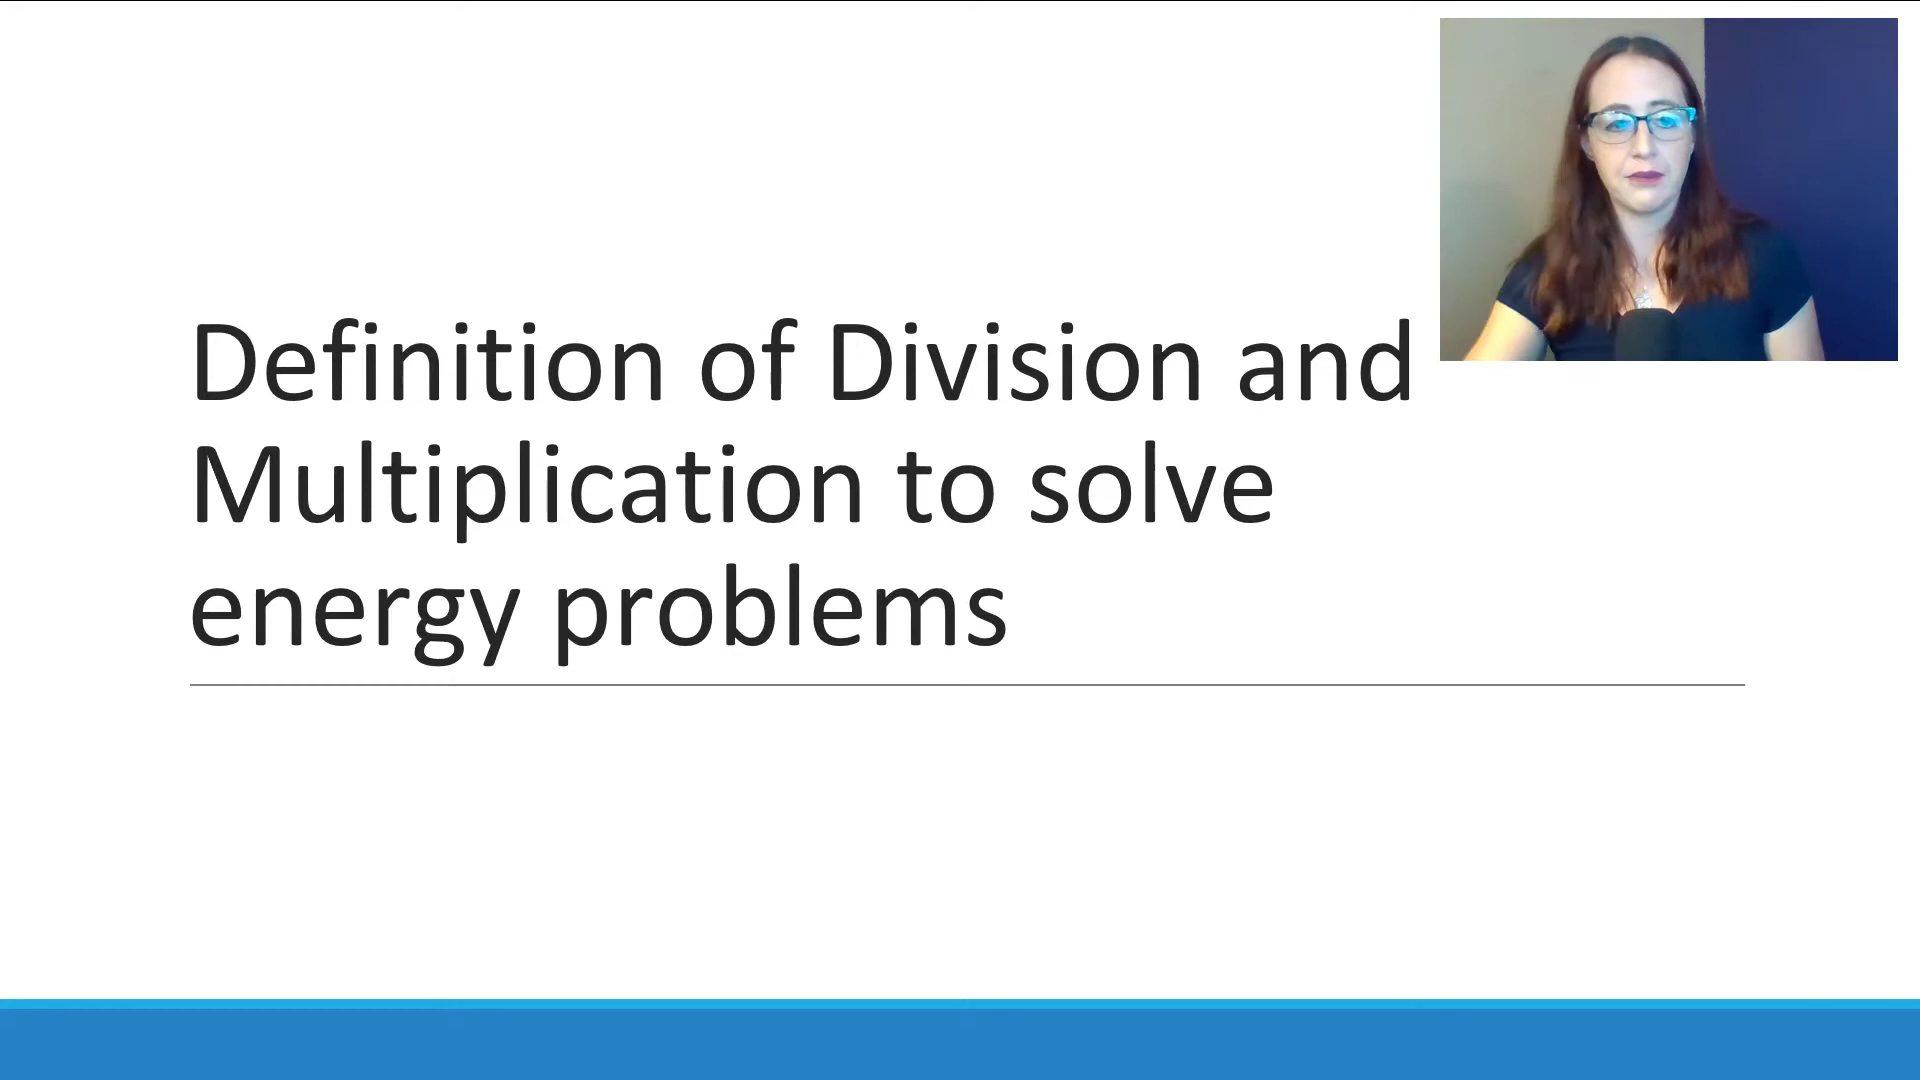 Definition of Division and
Multiplication to solve
energy problems